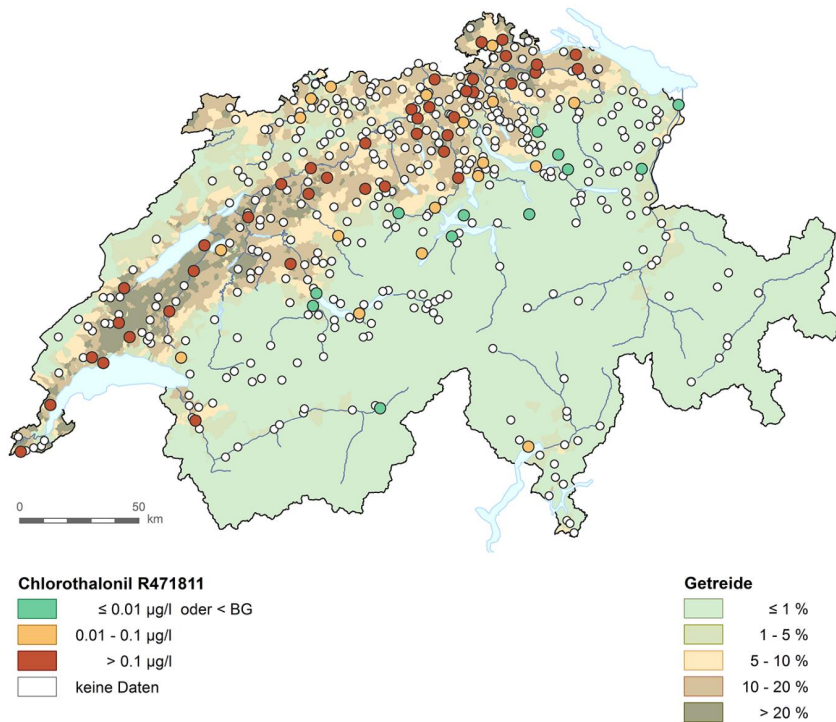 0 50
km
Chlorothalonil R471811
≤ 0.01 µg/l oder < BG
0.01 - 0.1 µg/l
> 0.1 µg/l
keine Daten
Getreide
≤ 1 %
1 - 5 %
5 - 10 %
10 - 20 %
> 20 %